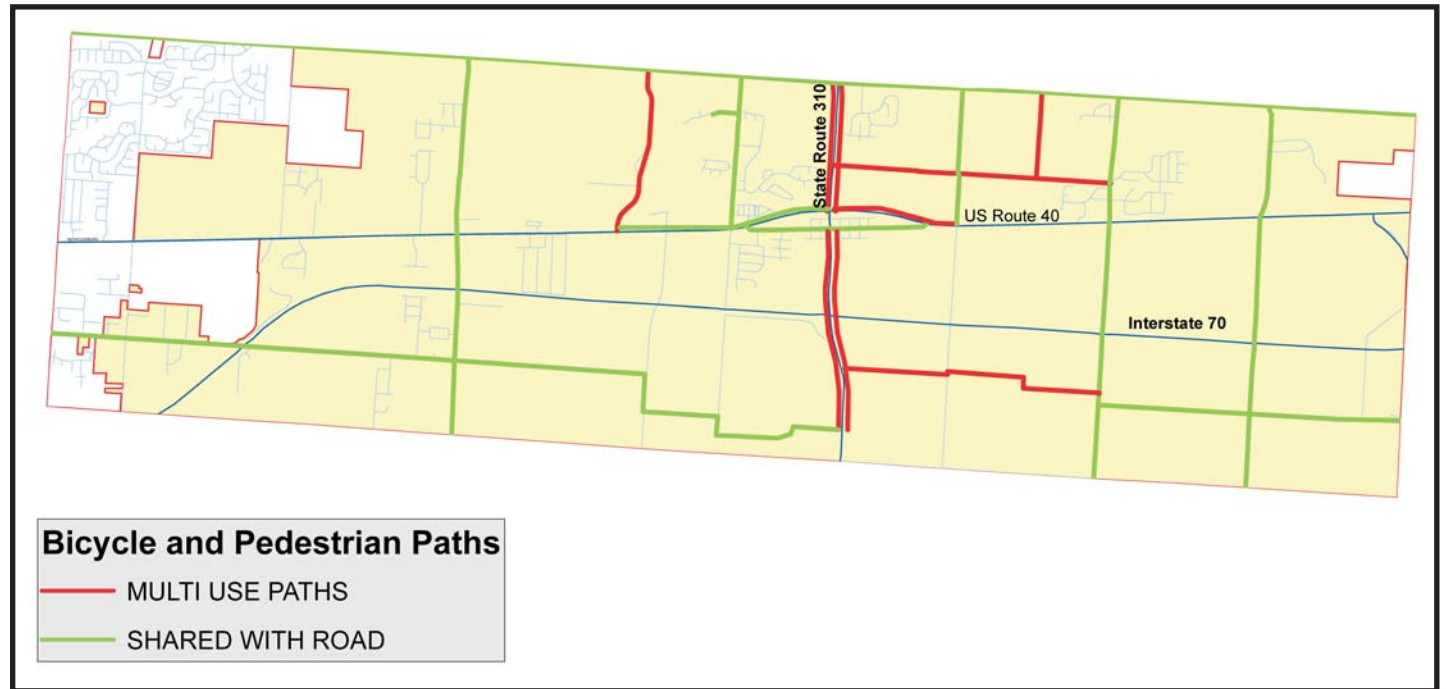 State Route 310
US Route 40
Interstate 70
Bicycle and Pedestrian Paths
MULTI USE PATHS
SHARED WITH ROAD